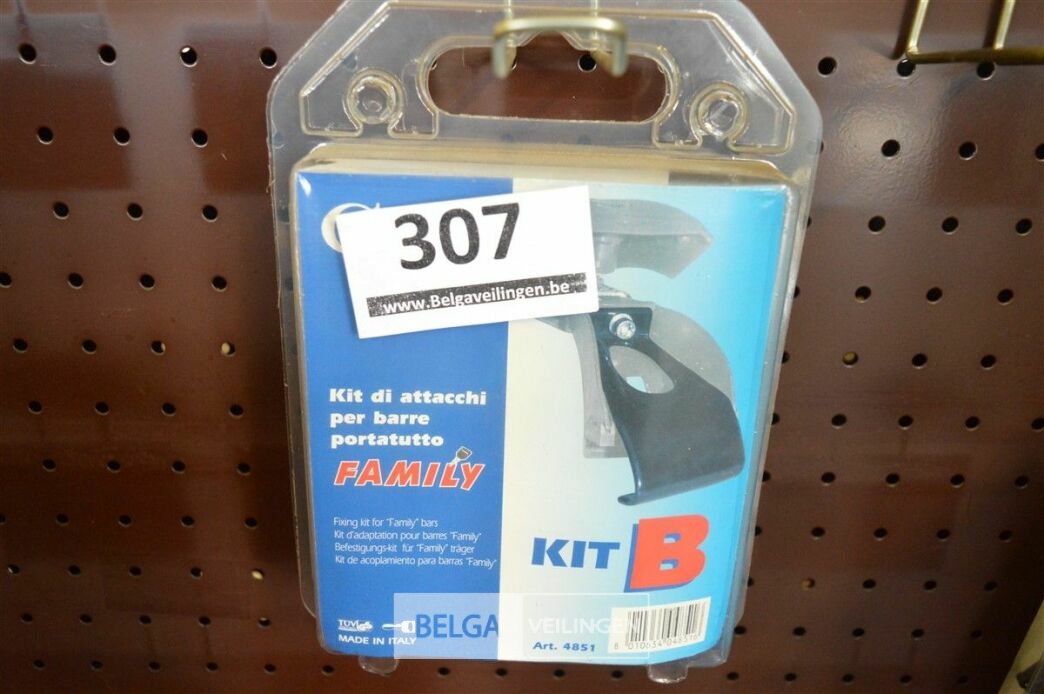 307
www.Belgaveilingen.be
Kit di attacchi
per barre
portatutto
FAMILY
Fixing kit for "Family" bars
Kit d'adaptation pour barres "Family"
Befestigungs-kit für "Family" träger
Kit de acoplamiento para barras "Family"
KIT B
TÜV GS
MADE IN ITALY
BELGA VEILINGEN
Art. 4851